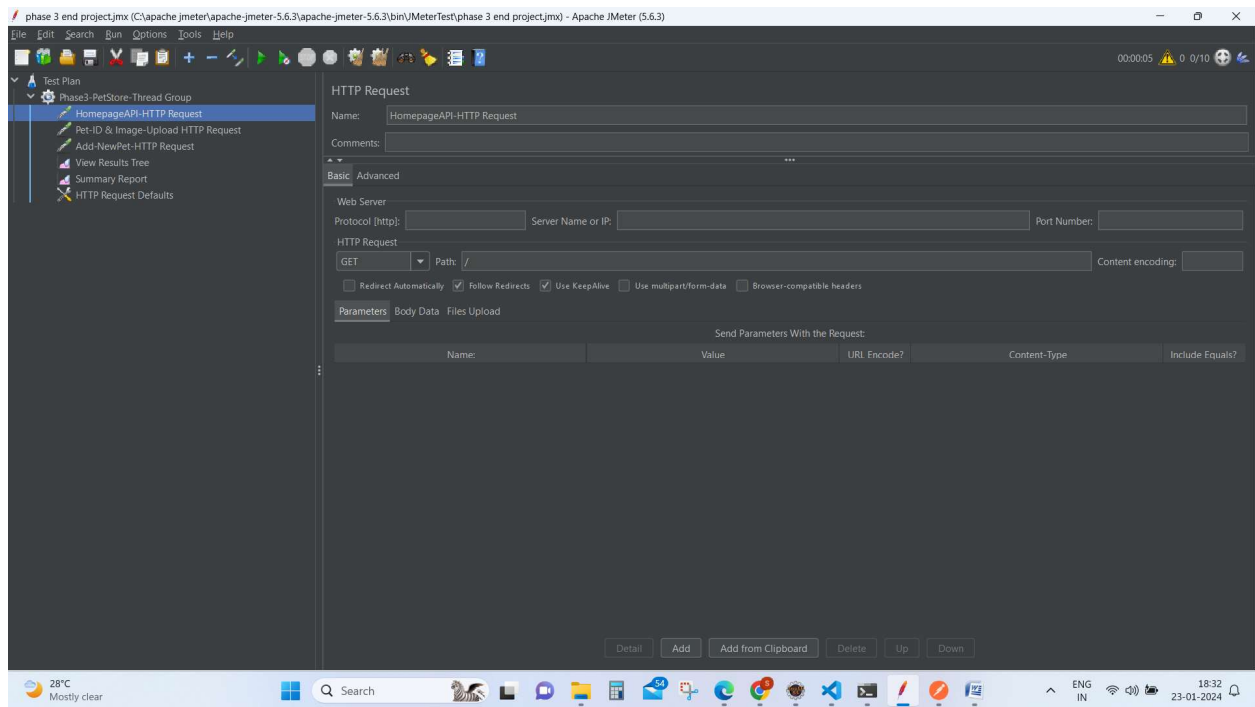 phase 3 end project.jmx (C:\apache jmeter\apache-jmeter-5.6.3\apache-jmeter-5.6.3\bin\JMeterTest\phase 3 end project.jmx) - Apache JMeter (5.6.3)
File Edit Search Run Options Tools Help
00:00:05 0 0/10
Test Plan
Phase3-PetStore-Thread Group
HomepageAPI-HTTP Request
Pet-ID & Image-Upload HTTP Request
Add-NewPet-HTTP Request
View Results Tree
Summary Report
HTTP Request Defaults
HTTP Request
Name: HomepageAPI-HTTP Request
Comments:
Basic Advanced
Web Server
Protocol [http]: Server Name or IP: Port Number:
HTTP Request
GET Path: / Content encoding:
Redirect Automatically Follow Redirects Use KeepAlive Use multipart/form-data Browser-compatible headers
Parameters Body Data Files Upload
Send Parameters With the Request:
Name: Value URL Encode? Content-Type Include Equals?
Detail Add Add from Clipboard Delete Up Down
28°C
Mostly clear
Search
54
ENG
IN
18:32
23-01-2024